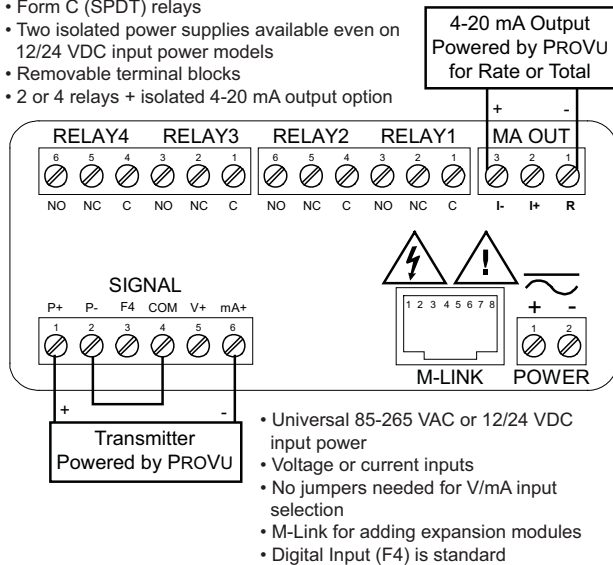 • Form C (SPDT) relays
• Two isolated power supplies available even on
12/24 VDC input power models
• Removable terminal blocks
• 2 or 4 relays + isolated 4-20 mA output option
4-20 mA Output
Powered by PROVU
for Rate or Total
+ -
RELAY4 RELAY3 RELAY2 RELAY1 MA OUT
6 5 4 3 2 1 6 5 4 3 2 1 3 2 1
NO NC C NO NC C NO NC C NO NC C I- I+ R
SIGNAL
P+ P- F4 COM V+ mA+
1 2 3 4 5 6
!
1 2 3 4 5 6 7 8
M-LINK
+ -
1 2
POWER
+ -
Transmitter
Powered by PROVU
• Universal 85-265 VAC or 12/24 VDC
input power
• Voltage or current inputs
• No jumpers needed for V/mA input
selection
• M-Link for adding expansion modules
• Digital Input (F4) is standard